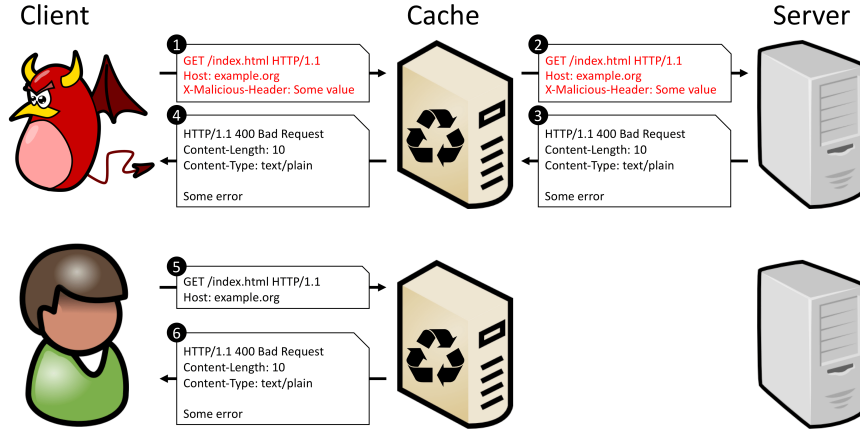 Client
Cache
Server
1
GET /index.html HTTP/1.1
Host: example.org
X-Malicious-Header: Some value
2
GET /index.html HTTP/1.1
Host: example.org
X-Malicious-Header: Some value
4
HTTP/1.1 400 Bad Request
Content-Length: 10
Content-Type: text/plain
Some error
3
HTTP/1.1 400 Bad Request
Content-Length: 10
Content-Type: text/plain
Some error
5
GET /index.html HTTP/1.1
Host: example.org
6
HTTP/1.1 400 Bad Request
Content-Length: 10
Content-Type: text/plain
Some error